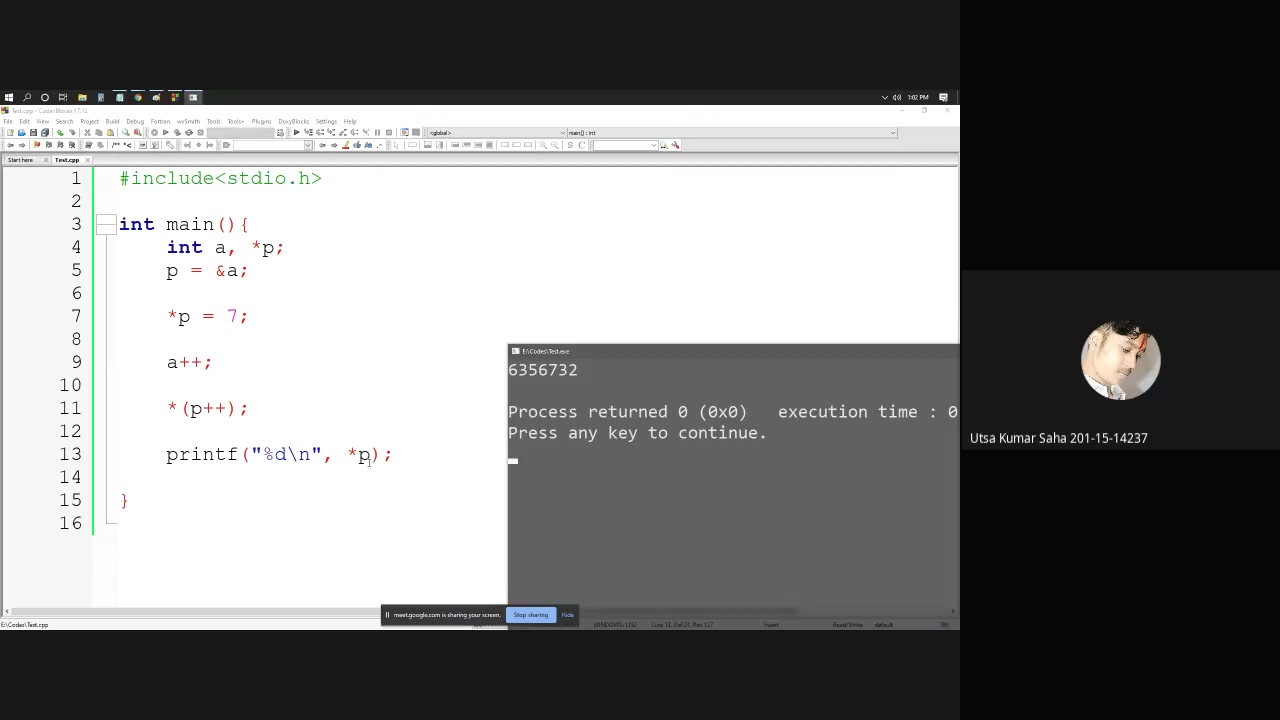 1:02 PM
Test.cpp - Code::Blocks 17.12
File Edit View Search Project Build Debug Fortran wxSmith Tools Tools+ Plugins DoxyBlocks Settings Help
<global> main() : int
Start here Test.cpp
1 #include<stdio.h>
2
3 int main(){
4 int a, *p;
5 p = &a;
6
7 *p = 7;
8
9 a++;
10
11 *(p++);
12
13 printf("%d\n", *p);
14
15 }
16
E:\Codes\Test.exe
6356732
Process returned 0 (0x0) execution time : 0
Press any key to continue.
Utsa Kumar Saha 201-15-14237
meet.google.com is sharing your screen. Stop sharing Hide
E:\Codes\Test.cpp WINDOWS-1252 Line 13, Col 21, Pos 127 Insert Read/Write default